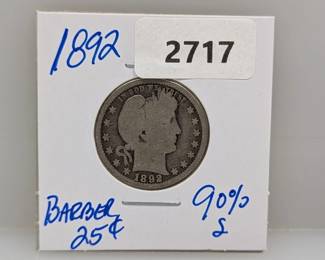 1892
2717
IN GOD WE TRUST
1892
BARBER 90%
25¢ S